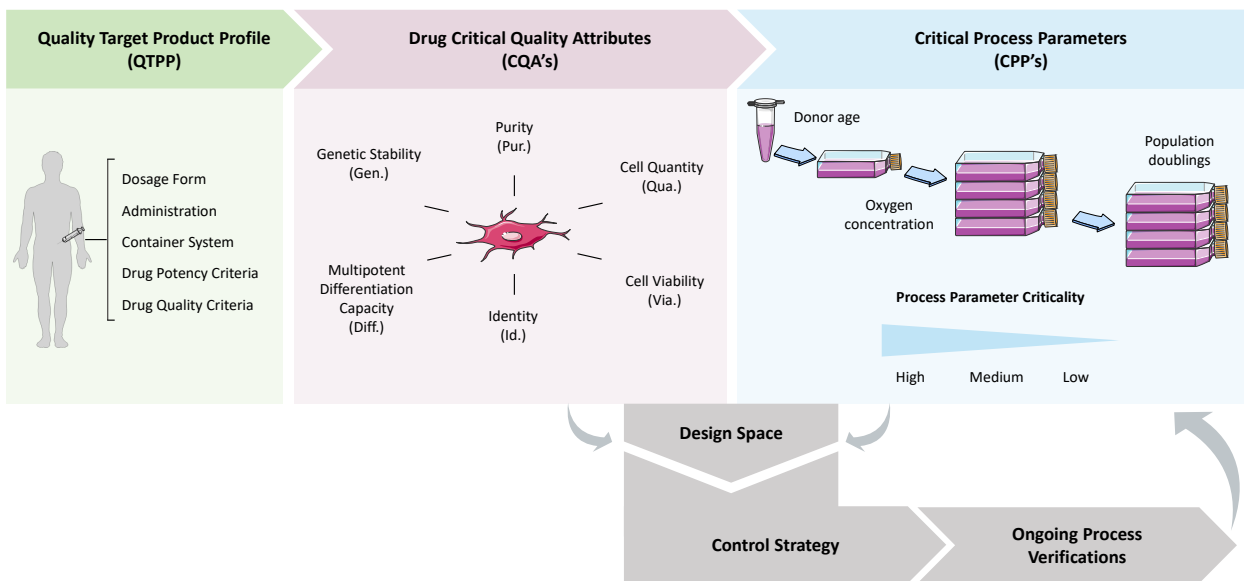 Quality Target Product Profile
(QTPP)
Drug Critical Quality Attributes
(CQA's)
Critical Process Parameters
(CPP's)
Dosage Form
Administration
Container System
Drug Potency Criteria
Drug Quality Criteria
Purity
(Pur.)
Genetic Stability
(Gen.)
Cell Quantity
(Qua.)
Multipotent
Differentiation
Capacity
(Diff.)
Identity
(Id.)
Cell Viability
(Via.)
Donor age
Oxygen
concentration
Population
doublings
Process Parameter Criticality
High
Medium
Low
Design Space
Control Strategy
Ongoing Process
Verifications